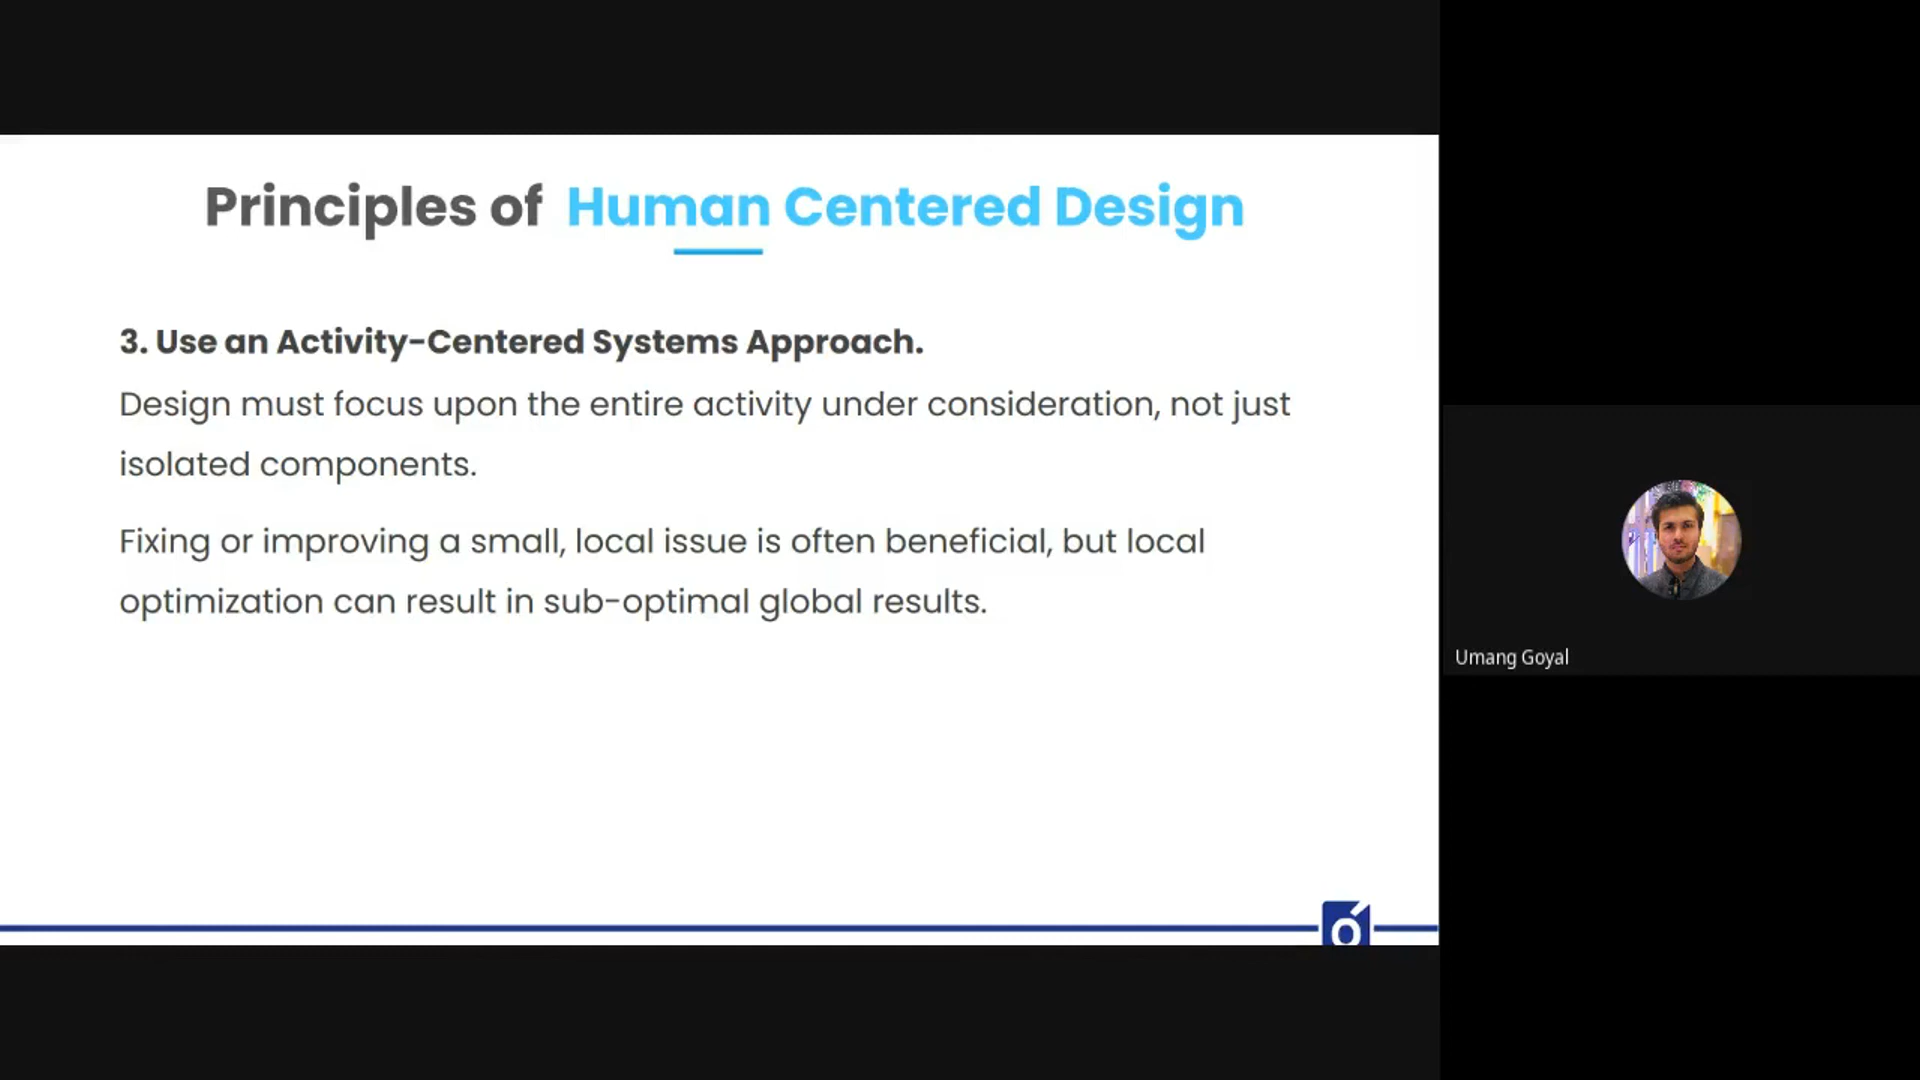 Principles of Human Centered Design
3. Use an Activity-Centered Systems Approach.
Design must focus upon the entire activity under consideration, not just
isolated components.
Fixing or improving a small, local issue is often beneficial, but local
optimization can result in sub-optimal global results.
Umang Goyal